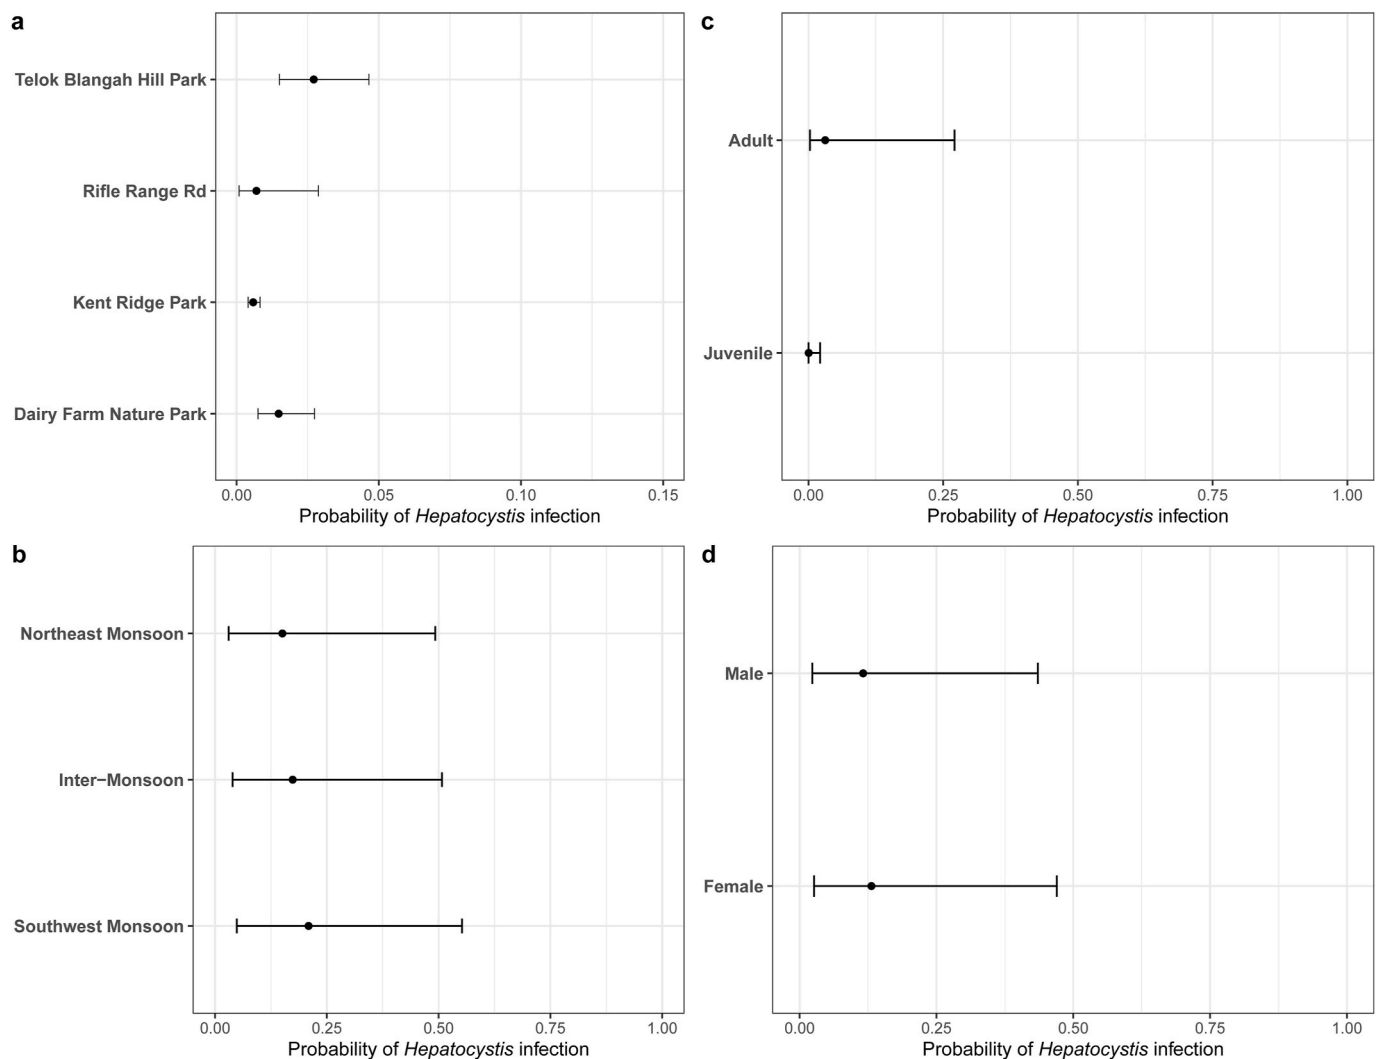 a
Telok Blangah Hill Park
Rifle Range Rd
Kent Ridge Park
Dairy Farm Nature Park
0.00 0.05 0.10 0.15
Probability of Hepatocystis infection
c
Adult
Juvenile
0.00 0.25 0.50 0.75 1.00
Probability of Hepatocystis infection
b
Northeast Monsoon
Inter−Monsoon
Southwest Monsoon
0.00 0.25 0.50 0.75 1.00
Probability of Hepatocystis infection
d
Male
Female
0.00 0.25 0.50 0.75 1.00
Probability of Hepatocystis infection